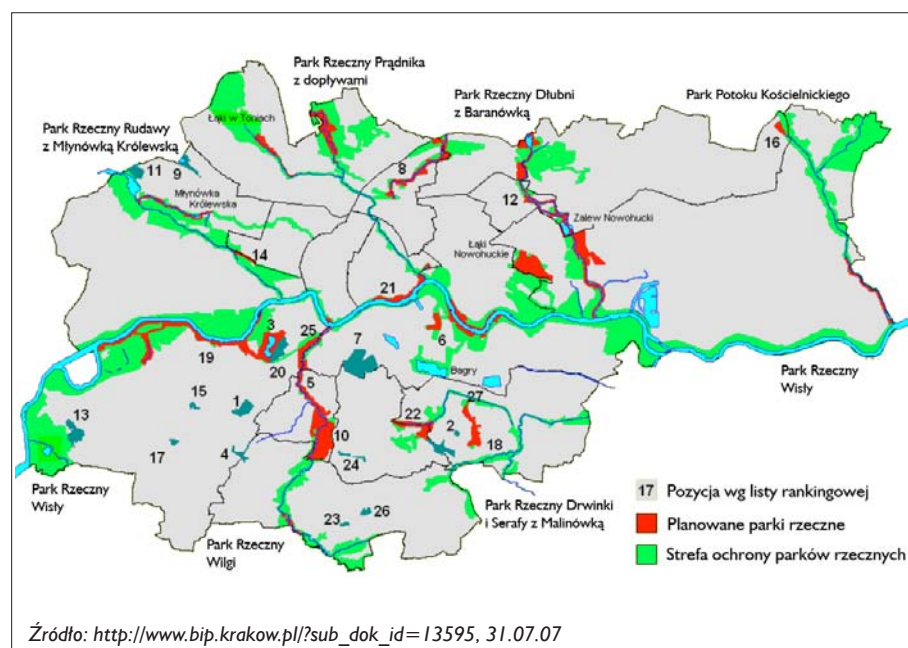 Park Rzeczny Prądnika
z dopływami
Park Rzeczny Dłubni
z Baranówką
Park Potoku Kościelnickiego
Park Rzeczny Rudawy
z Młynówką Królewską
Łąki w Toniach
11
9
8
16
12
Młynówka
Królewska
Zalew Nowohucki
Łąki
Nowohuckie
14
21
3
25
6
7
19
20
Bagry
Park Rzeczny
Wisły
15
5
1
27
13
22
2
10
17
4
24
18
Park Rzeczny
Wisły
26
23
Park Rzeczny Drwinki
i Serafy z Malinówką
Park Rzeczny
Wilgi
17 Pozycja wg listy rankingowej
Planowane parki rzeczne
Strefa ochrony parków rzecznych
Źródło: http://www.bip.krakow.pl/?sub_dok_id=13595, 31.07.07